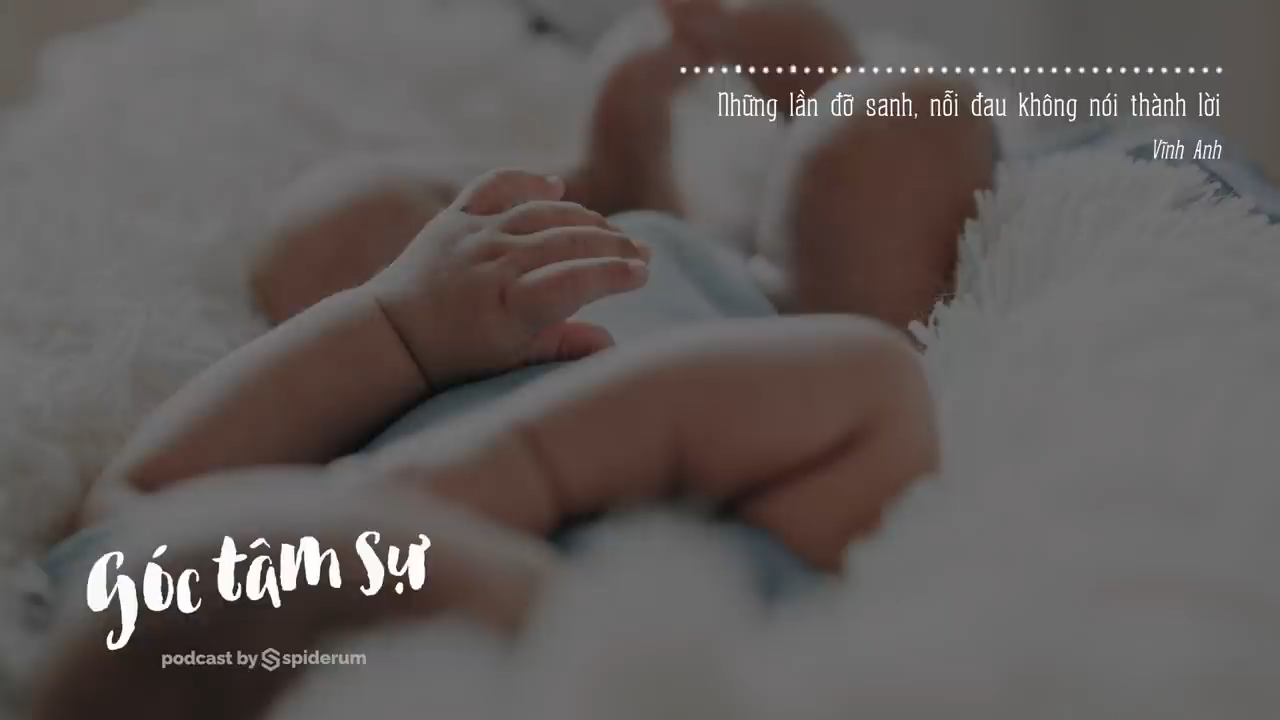 Những lần đỡ sanh, nỗi đau không nói thành lời
Vĩnh Anh
Góc tâm sự
podcast by spiderum